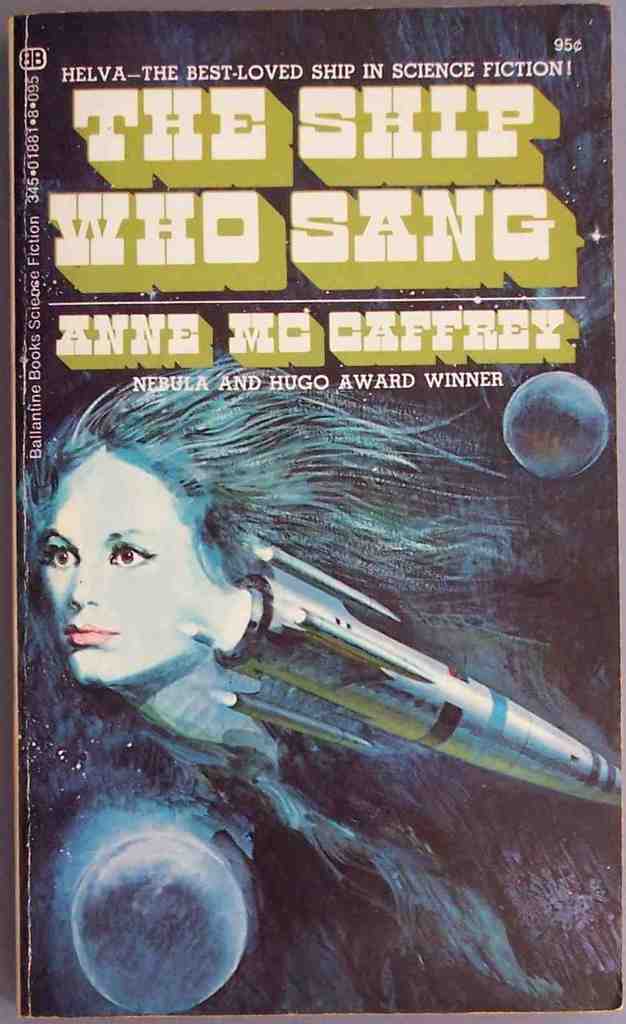 BB
95¢
HELVA—THE BEST-LOVED SHIP IN SCIENCE FICTION!
THE SHIP
WHO SANG
ANNE MC CAFFREY
NEBULA AND HUGO AWARD WINNER
Ballantine Books Science Fiction 345•01881•8•095